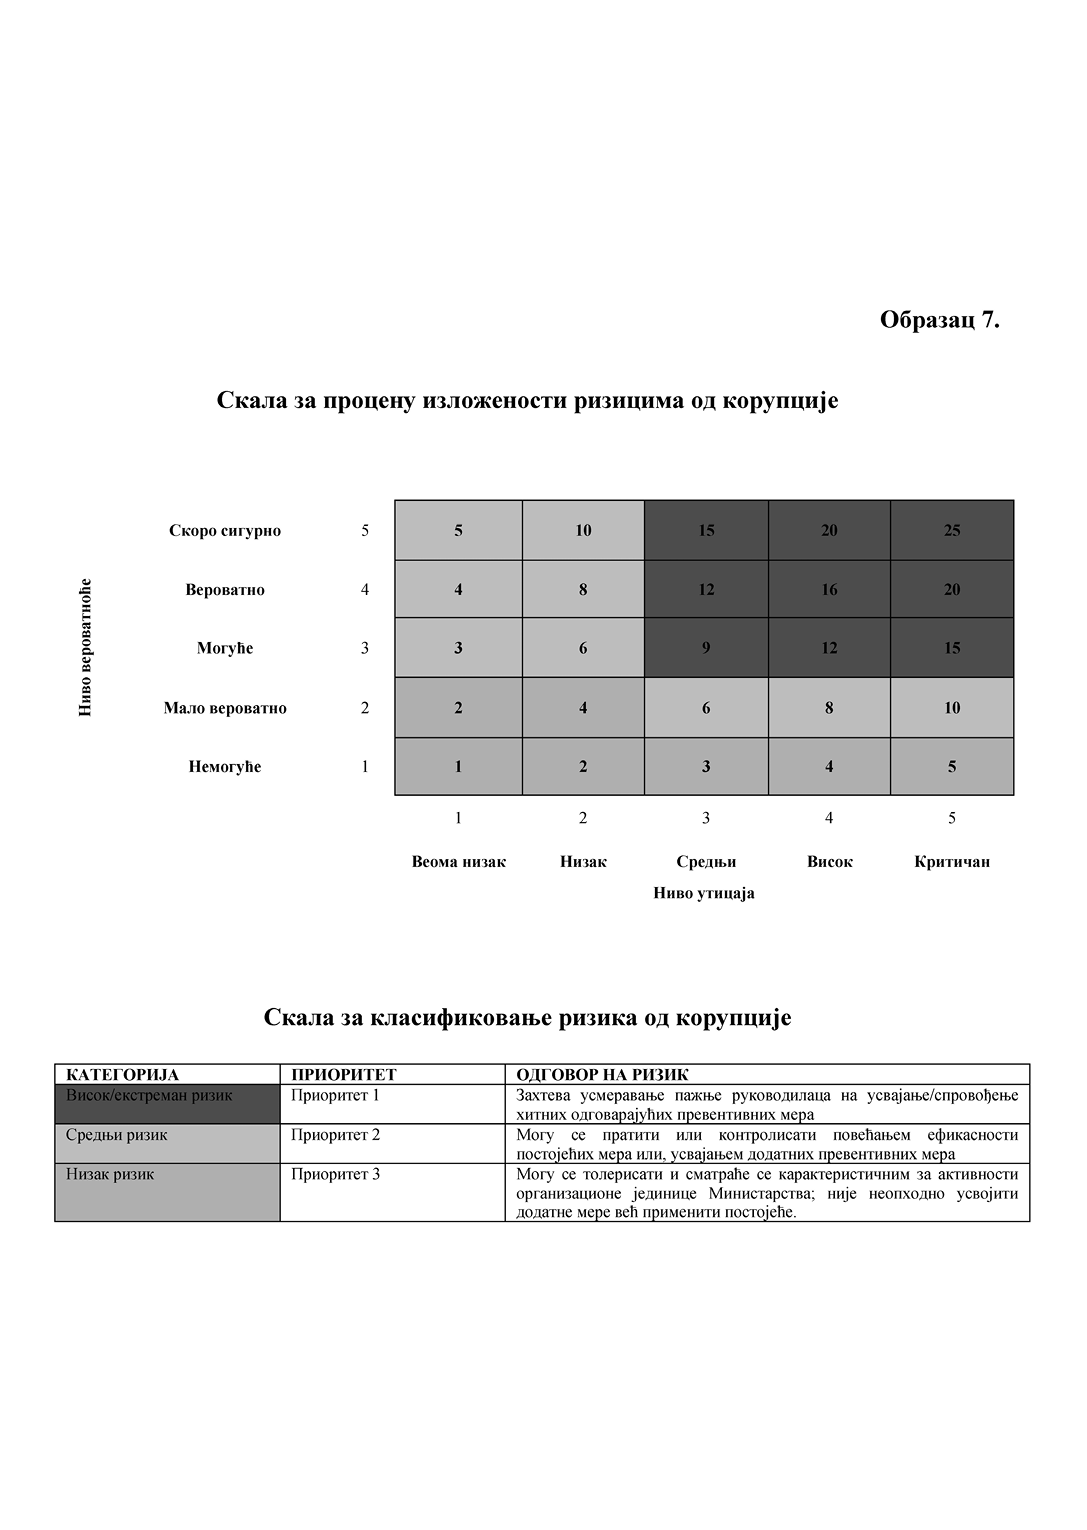 Образац 7.
Скала за процену изложености ризицима од корупције
Ниво вероватноће
Скоро сигурно 5 5 10 15 20 25
Вероватно 4 4 8 12 16 20
Могуће 3 3 6 9 12 15
Мало вероватно 2 2 4 6 8 10
Немогуће 1 1 2 3 4 5
1 2 3 4 5
Веома низак Низак Средњи Висок Критичан
Ниво утицаја
Скала за класификовање ризика од корупције
КАТЕГОРИЈА ПРИОРИТЕТ ОДГОВОР НА РИЗИК
Висок/екстреман ризик Приоритет 1 Захтева усмеравање пажње руководилаца на усвајање/спровођење
хитних одговарајућих превентивних мера
Средњи ризик Приоритет 2 Могу се пратити или контролисати повећањем ефикасности
постојећих мера или, усвајањем додатних превентивних мера
Низак ризик Приоритет 3 Могу се толерисати и сматраће се карактеристичним за активности
организационе јединице Министарства; није неопходно усвојити
додатне мере већ применити постојеће.